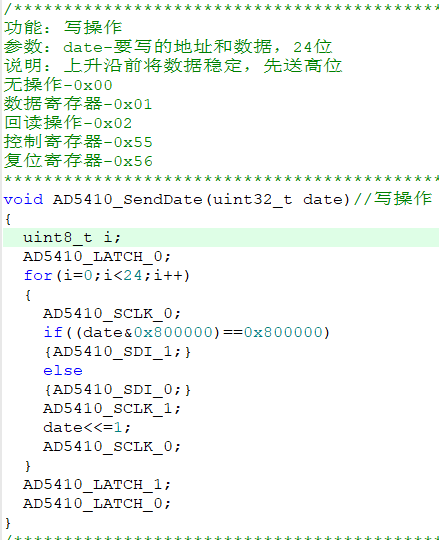 /*******************************************
功能：写操作
参数：date-要写的地址和数据，24位
说明：上升沿前将数据稳定，先送高位
无操作-0x00
数据寄存器-0x01
回读操作-0x02
控制寄存器-0x55
复位寄存器-0x56
********************************************
void AD5410_SendDate(uint32_t date)//写操作
{
  uint8_t i;
  AD5410_LATCH_0;
  for(i=0;i<24;i++)
  {
    AD5410_SCLK_0;
    if((date&0x800000)==0x800000)
    {AD5410_SDI_1;}
    else
    {AD5410_SDI_0;}
    AD5410_SCLK_1;
    date<<=1;
    AD5410_SCLK_0;
  }
  AD5410_LATCH_1;
  AD5410_LATCH_0;
}
/*******************************************